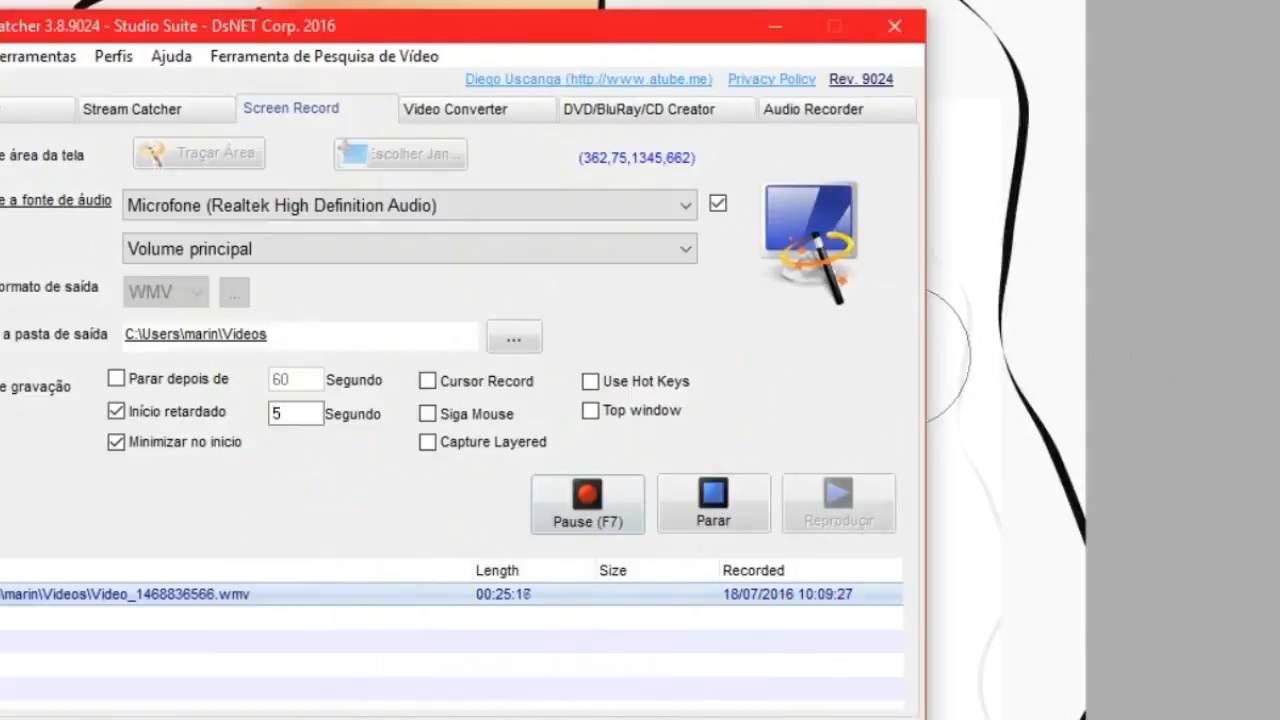 atcher 3.8.9024 - Studio Suite - DsNET Corp. 2016
erramentas Perfis Ajuda Ferramenta de Pesquisa de Vídeo
Diego Uscanga (http://www.atube.me) Privacy Policy Rev. 9024
Stream Catcher Screen Record Video Converter DVD/BluRay/CD Creator Audio Recorder
e área da tela Traçar Área Escolher Jan... (362,75,1345,662)
e a fonte de áudio Microfone (Realtek High Definition Audio)
Volume principal
ormato de saída WMV ...
a pasta de saída C:\Users\marin\Videos ...
e gravação Parar depois de 60 Segundo Cursor Record Use Hot Keys
Início retardado 5 Segundo Siga Mouse Top window
Minimizar no inicio Capture Layered
Pause (F7) Parar Reproducir
Length Size Recorded
\marin\Videos\Video_1468836566.wmv 18/07/2016 10:09:27